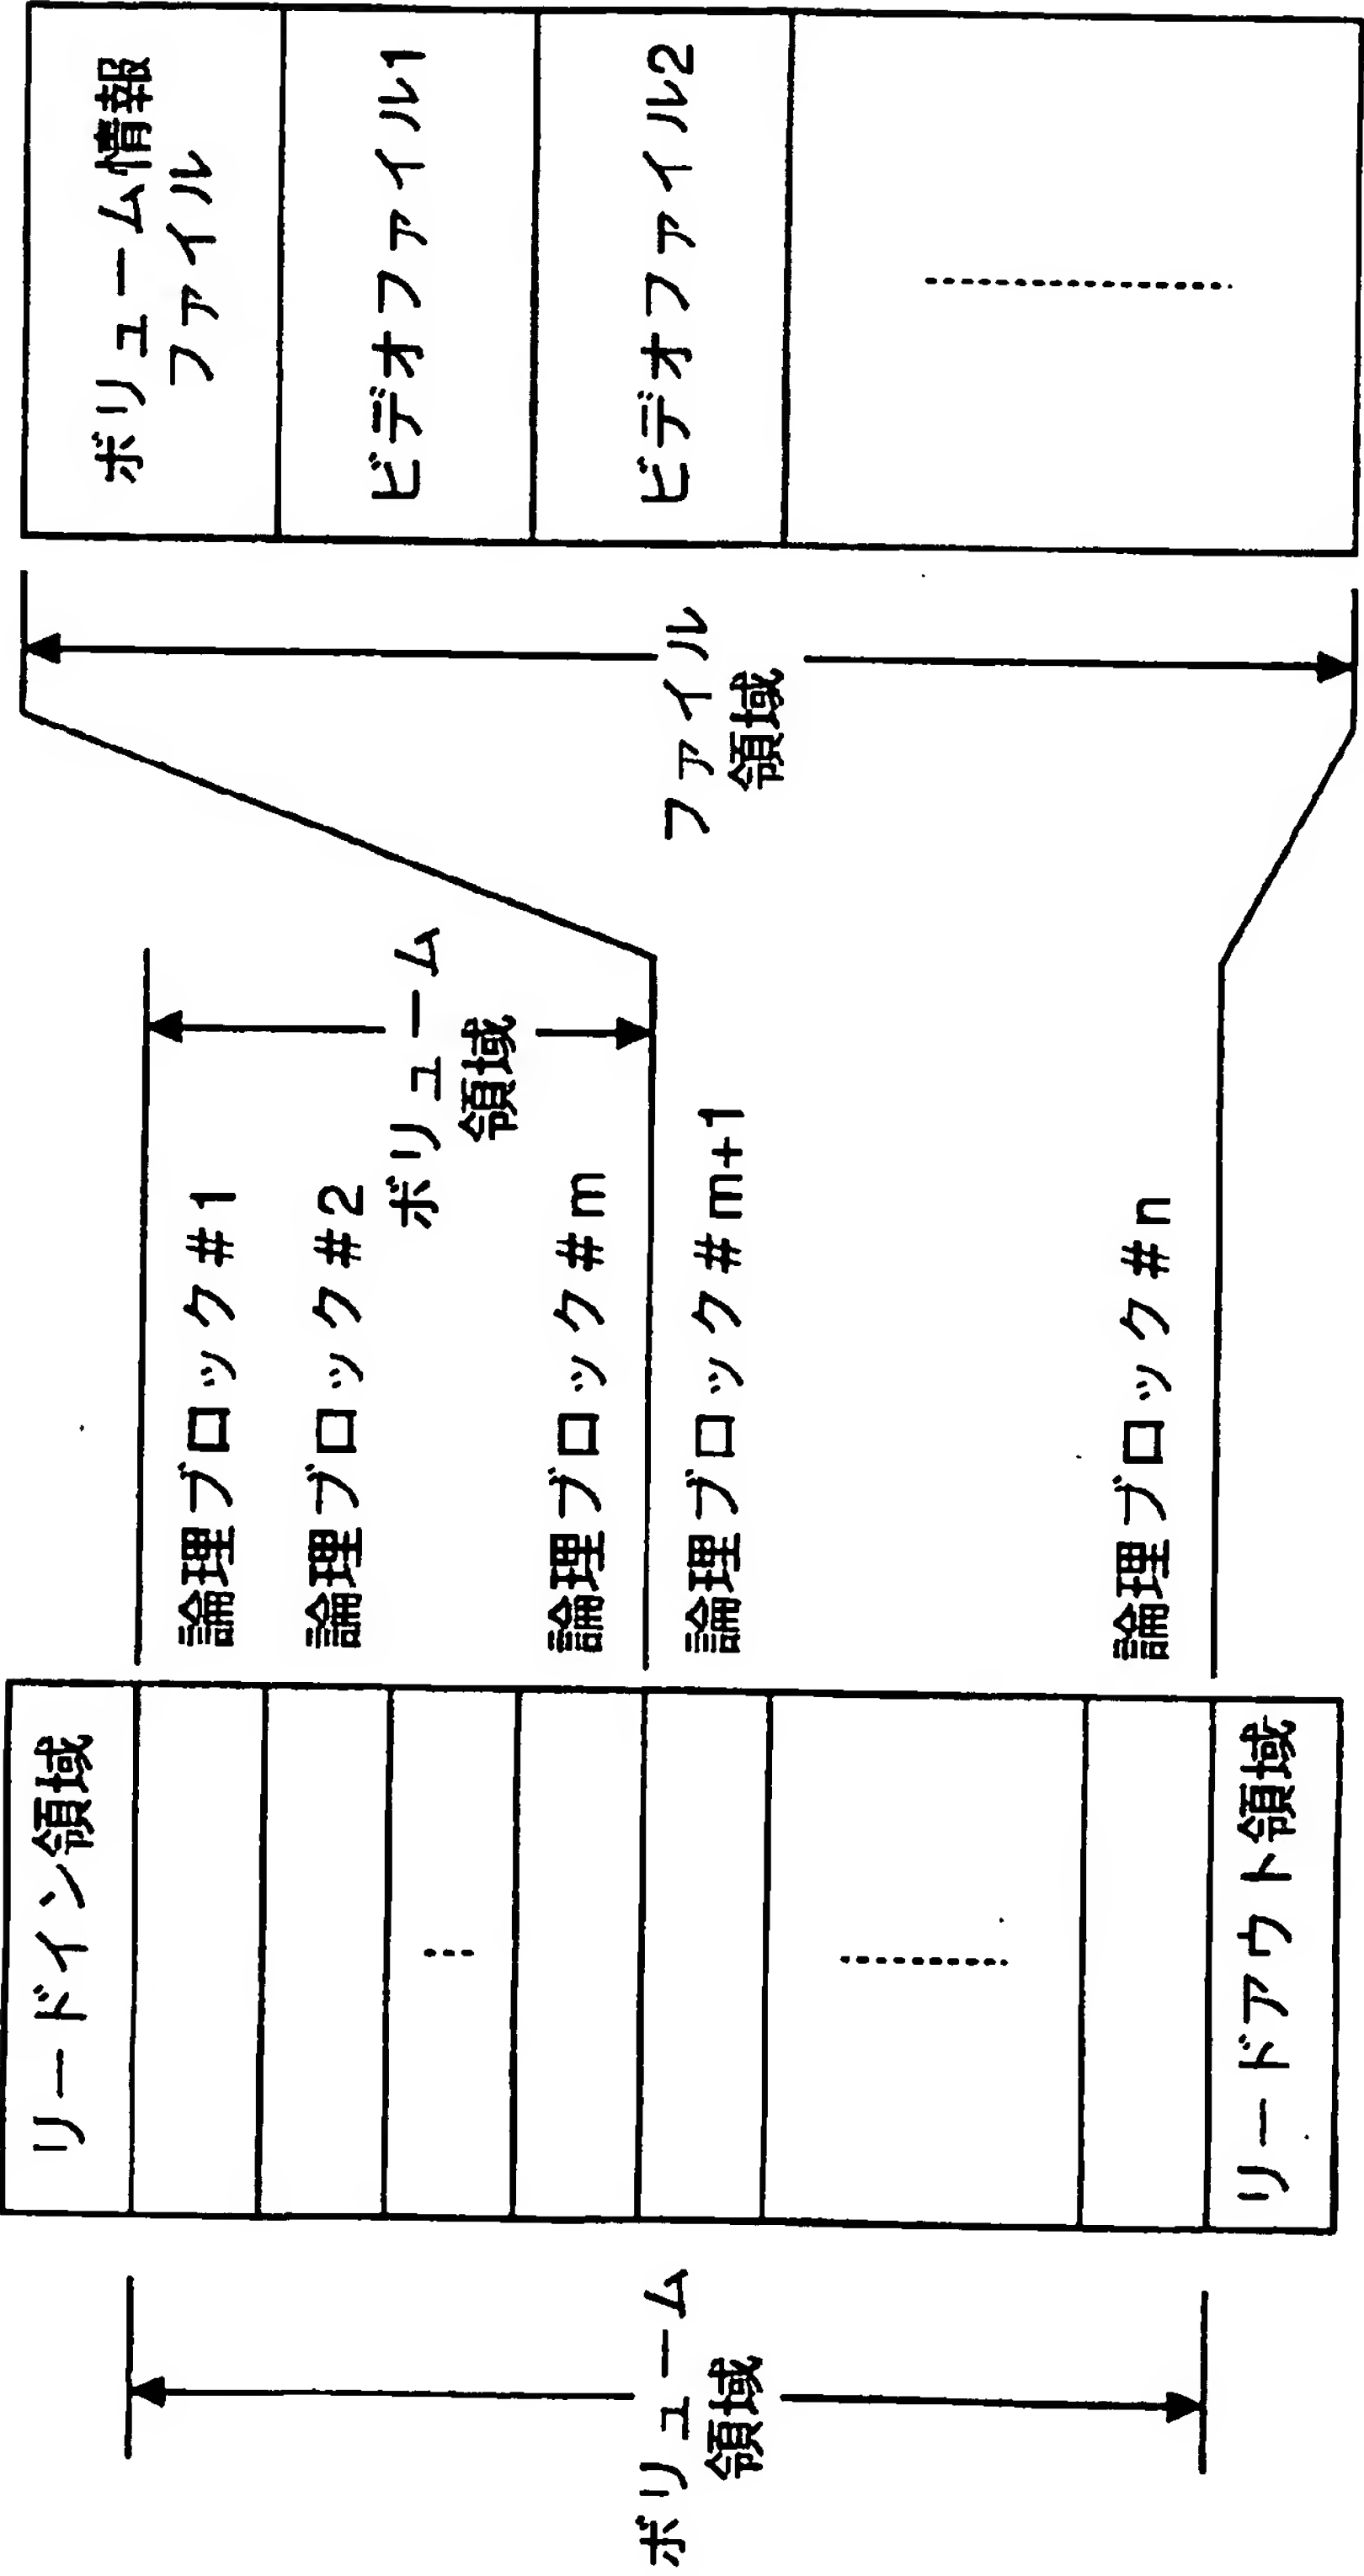 ボリューム
領域
リードイン領域
リードアウト領域
論理ブロック#1
論理ブロック#2
論理ブロック#m
論理ブロック#m+1
論理ブロック#n
ボリューム
領域
ファイル
領域
ボリューム情報
ファイル
ビデオファイル1
ビデオファイル2